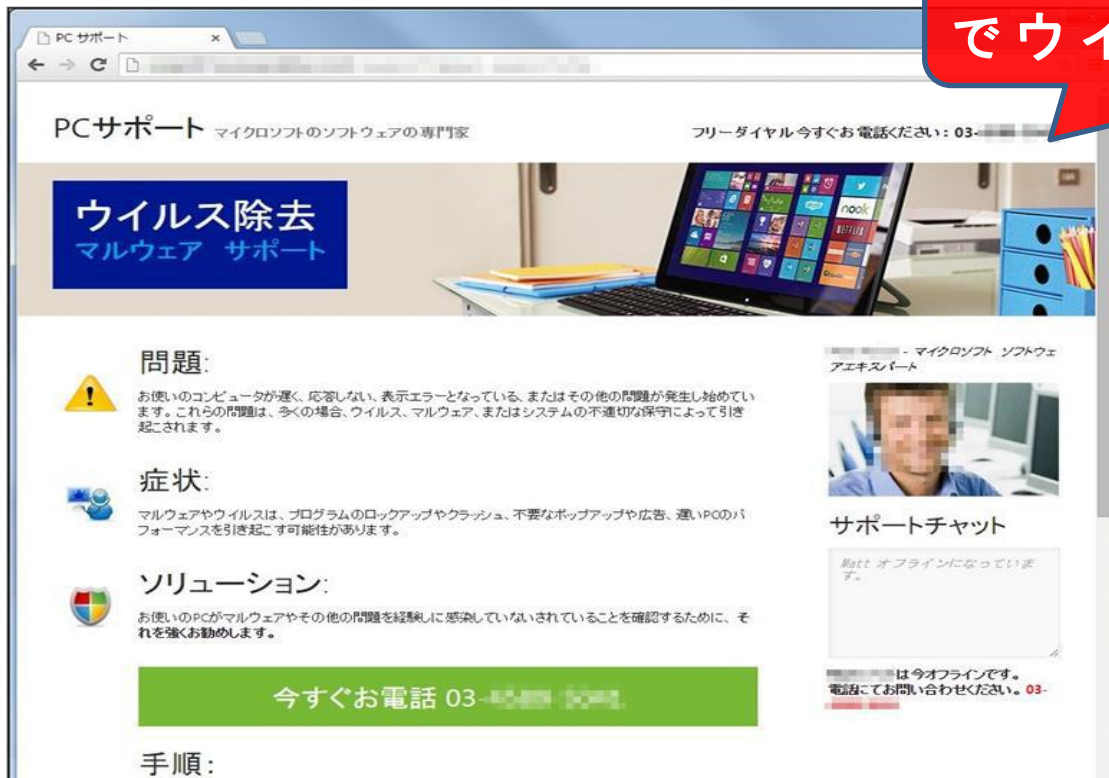 でウイ
PC サポート
PCサポート マイクロソフトのソフトウェアの専門家
フリーダイヤル 今すぐお電話ください : 03-
ウイルス除去
マルウェア サポート
nook
NETFLIX
問題:
お使いのコンピュータが遅く、応答しない、表示エラーとなっている、またはその他の問題が発生し始めてい
ます。これらの問題は、多くの場合、ウイルス、マルウェア、またはシステムの不適切な保守によって引き
起こされます。
症状:
マルウェアやウイルスは、プログラムのロックアップやクラッシュ、不要なポップアップや広告、遅いPCのパ
フォーマンスを引き起こす可能性があります。
ソリューション:
お使いのPCがマルウェアやその他の問題を経験しに感染していないされていることを確認するために、そ
れを強くお勧めします。
今すぐお電話 03-
手順:
- マイクロソフト ソフトウェ
アエキスパート
サポートチャット
Matt オフラインになっていま
す。
は今オフラインです。
電話にてお問い合わせください。03-